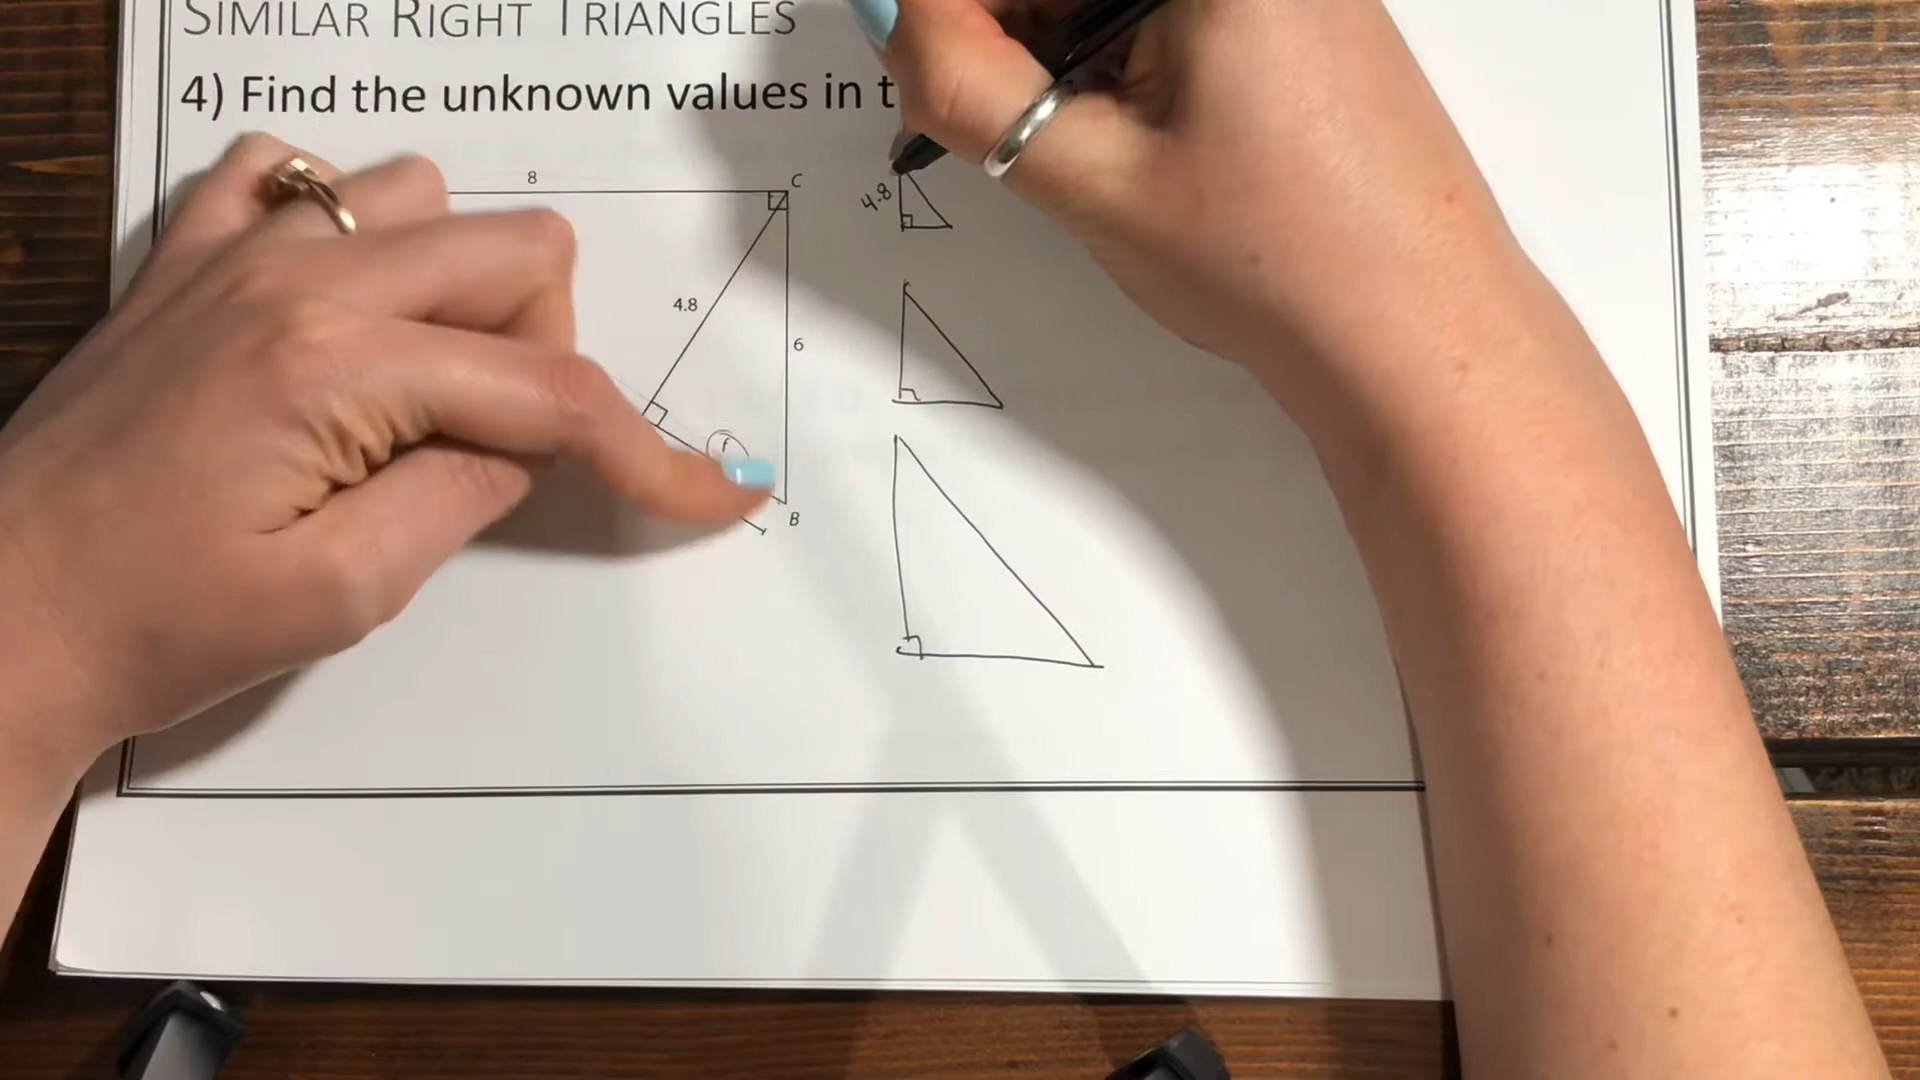 SIMILAR RIGHT TRIANGLES
4) Find the unknown values in t
8
C
4.8
4.8
6
f
B